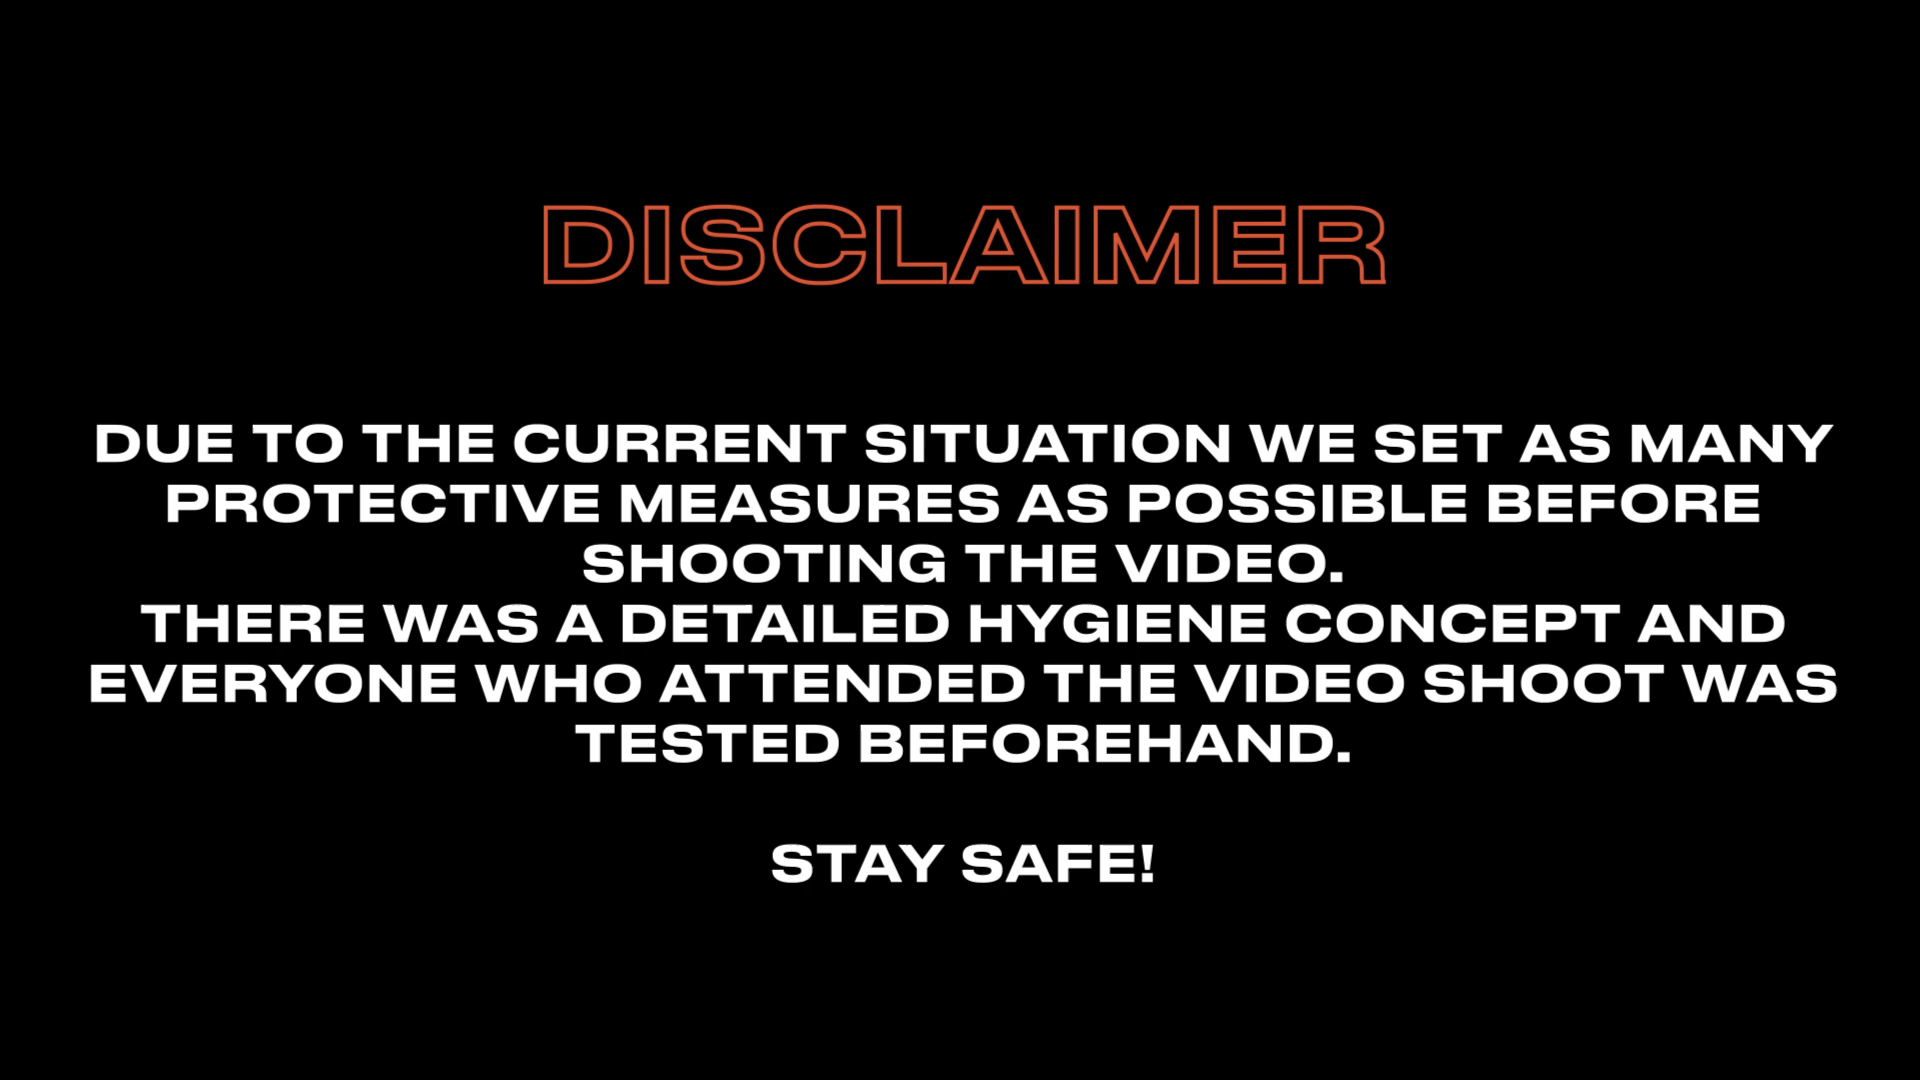 DISCLAIMER
DUE TO THE CURRENT SITUATION WE SET AS MANY
PROTECTIVE MEASURES AS POSSIBLE BEFORE
SHOOTING THE VIDEO.
THERE WAS A DETAILED HYGIENE CONCEPT AND
EVERYONE WHO ATTENDED THE VIDEO SHOOT WAS
TESTED BEFOREHAND.
STAY SAFE!